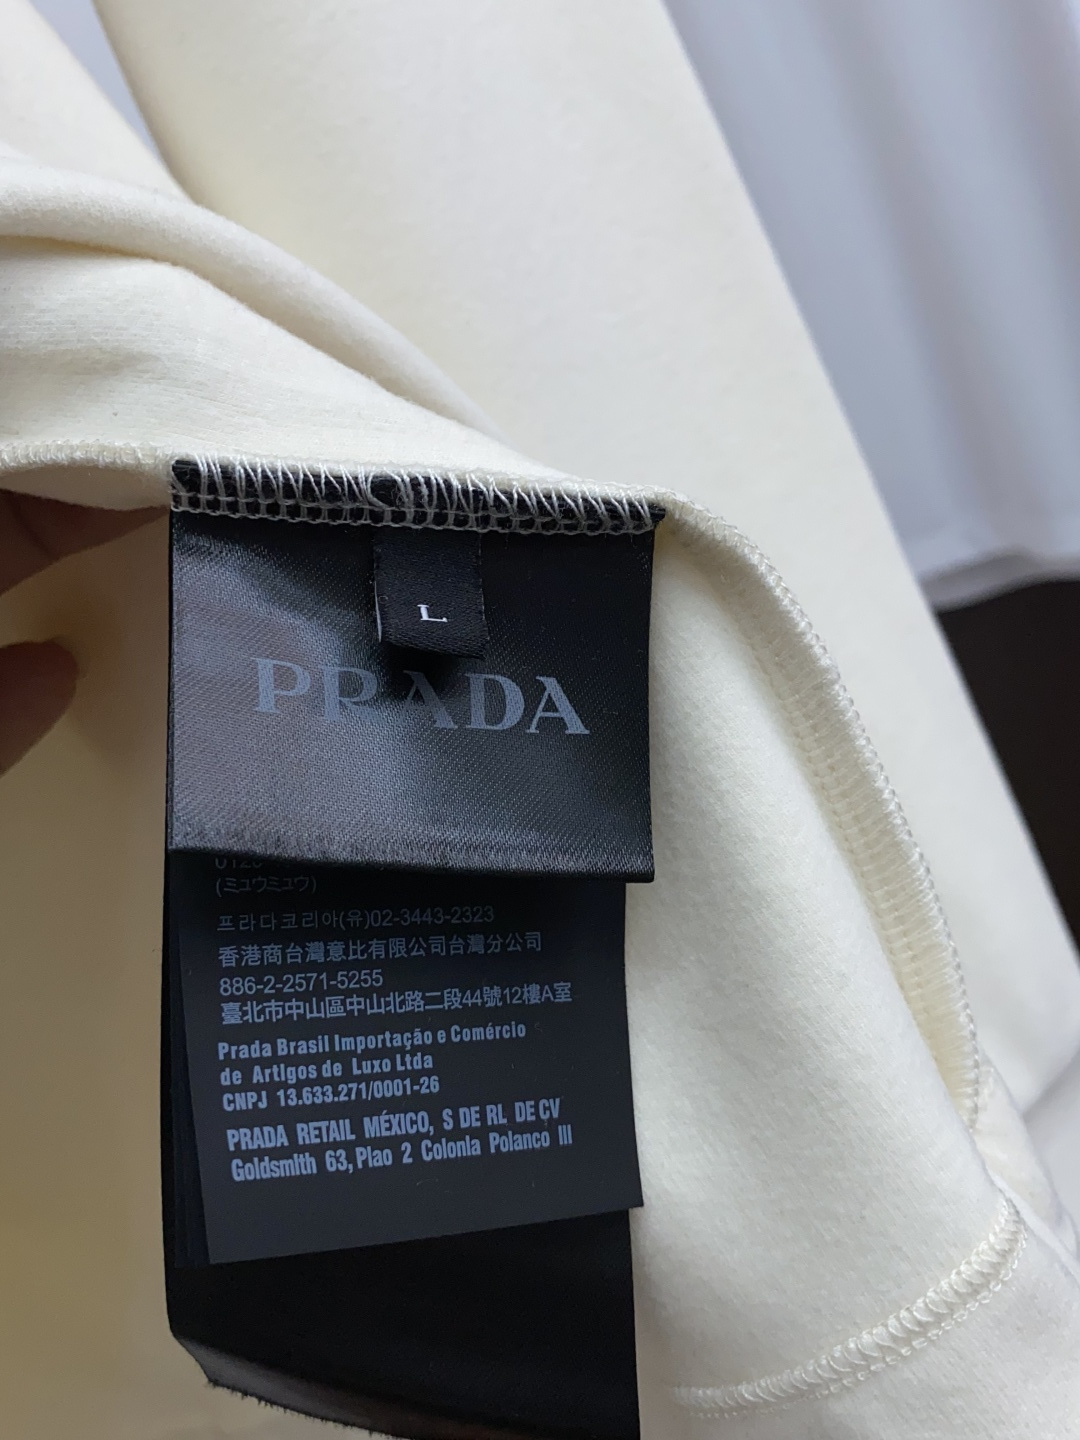 L
PRADA
(ミュウミュウ)
프라다코리아(유)02-3443-2323
香港商台灣意比有限公司台灣分公司
886-2-2571-5255
臺北市中山區中山北路二段44號12樓A室
Prada Brasil Importação e Comércio
de Artlgos de Luxo Ltda
CNPJ 13.633.271/0001-26
PRADA RETAIL MÉXICO, S DE RL DE CV
Goldsmlth 63, Plao 2 Colonla Polanco III